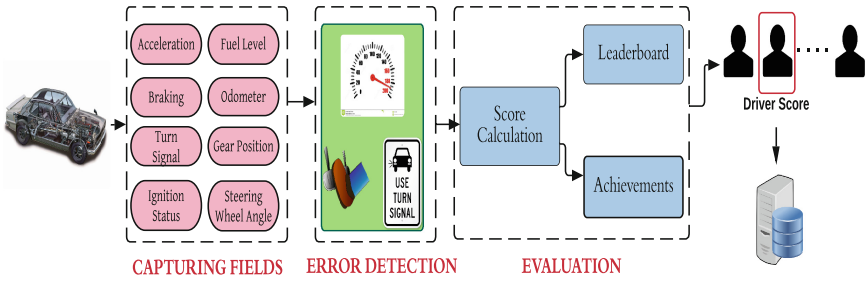 Acceleration
Fuel Level
Braking
Odometer
Turn
Signal
Gear Position
Ignition
Status
Steering
Wheel Angle
CAPTURING FIELDS
USE
TURN
SIGNAL
ERROR DETECTION
Score
Calculation
Leaderboard
Achievements
EVALUATION
Driver Score